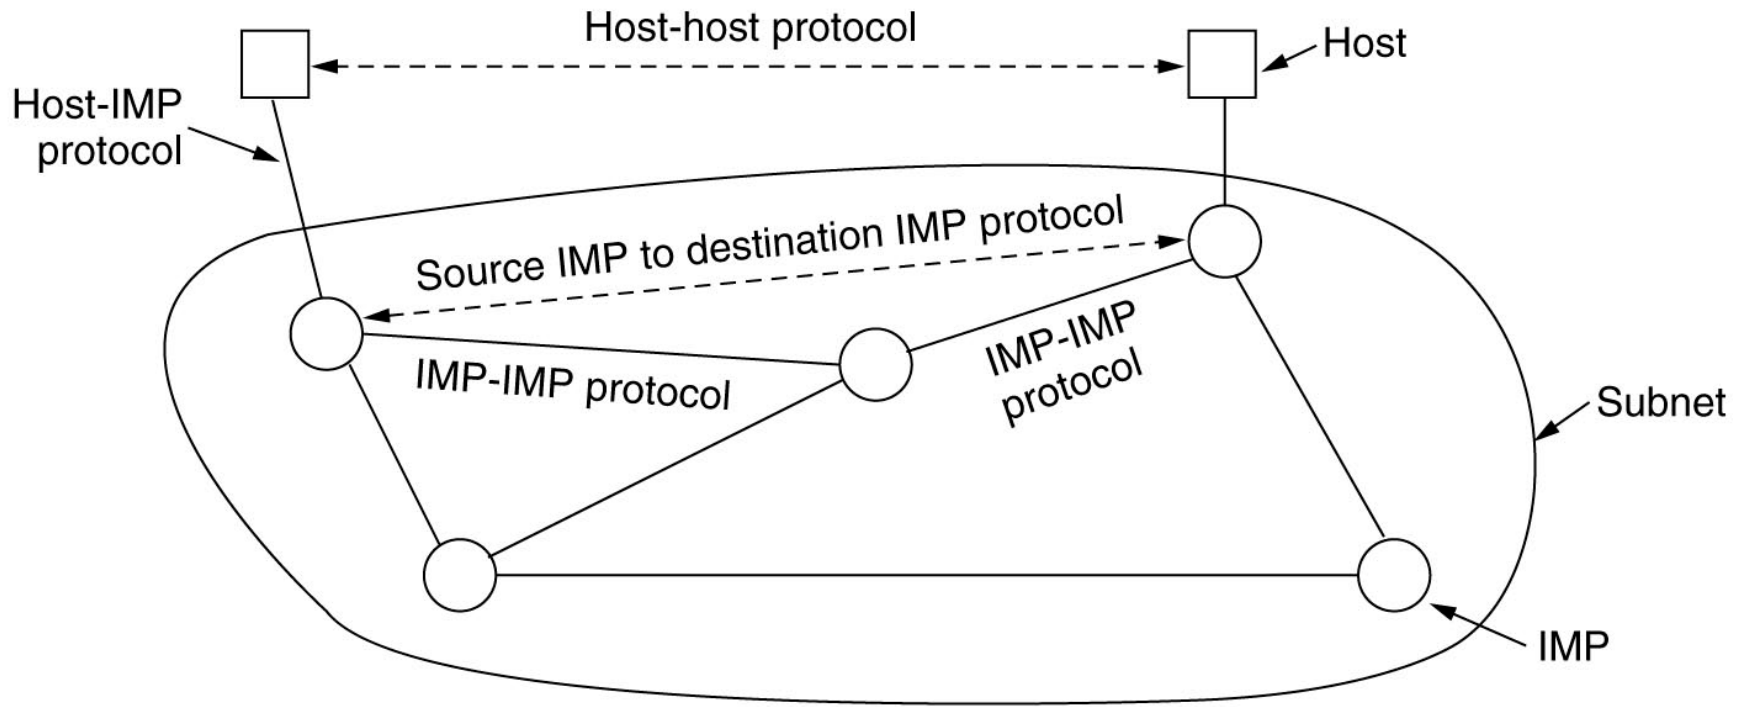 Host-host protocol
Host
Host-IMP
protocol
Source IMP to destination IMP protocol
IMP-IMP protocol
IMP-IMP
protocol
Subnet
IMP